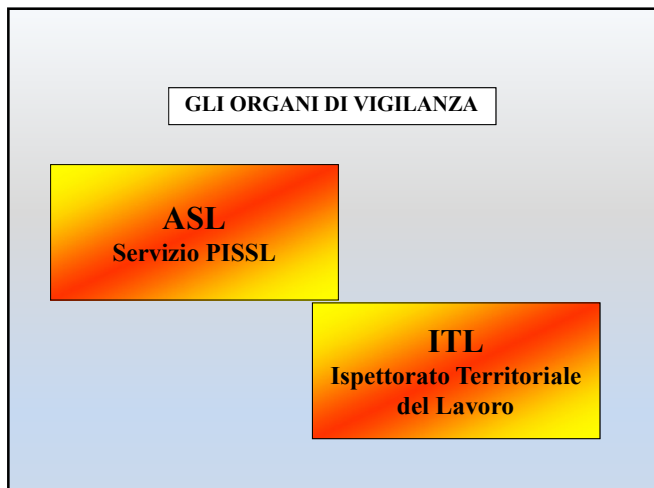 GLI ORGANI DI VIGILANZA
ASL
Servizio PISSL
ITL
Ispettorato Territoriale
del Lavoro